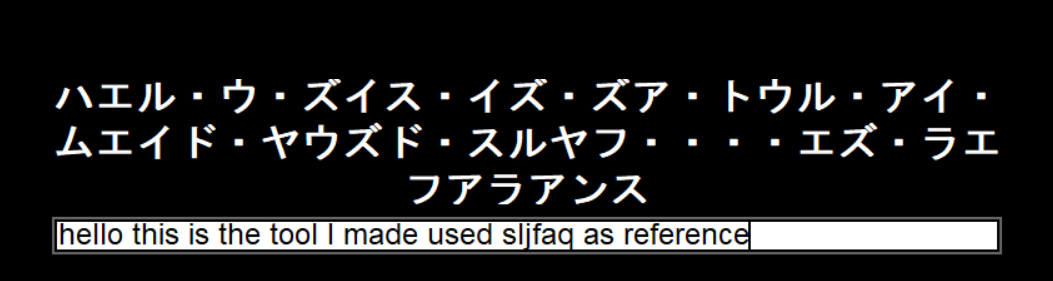 ハエル・ウ・ズイス・イズ・ズア・トウル・アイ・
ムエイド・ヤウズド・スルヤフ・・・・エズ・ラエ
フアラアンス
hello this is the tool I made used sljfaq as reference